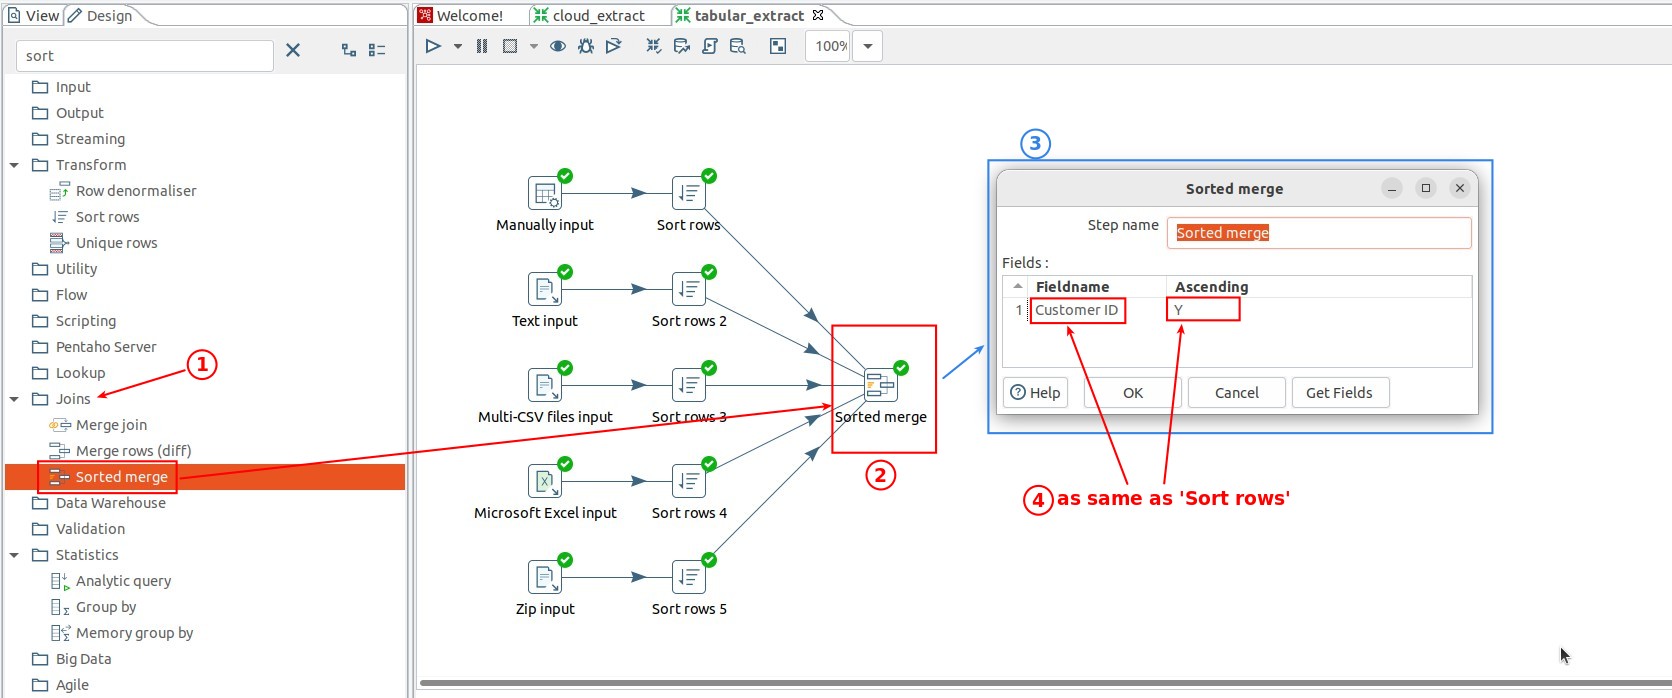 View
Design
Welcome!
cloud_extract
tabular_extract
sort
100%
Input
Output
Streaming
Transform
Row denormaliser
Sort rows
Unique rows
Utility
Flow
Scripting
Pentaho Server
Lookup
Joins
Merge join
Merge rows (diff)
Sorted merge
Data Warehouse
Validation
Statistics
Analytic query
Group by
Memory group by
Big Data
Agile
1
Manually input
Sort rows
Text input
Sort rows 2
Multi-CSV files input
Sort rows 3
Sorted merge
Microsoft Excel input
Sort rows 4
Zip input
Sort rows 5
2
3
Sorted merge
Step name
Sorted merge
Fields :
Fieldname
Ascending
1
Customer ID
Y
Help
OK
Cancel
Get Fields
4 as same as 'Sort rows'